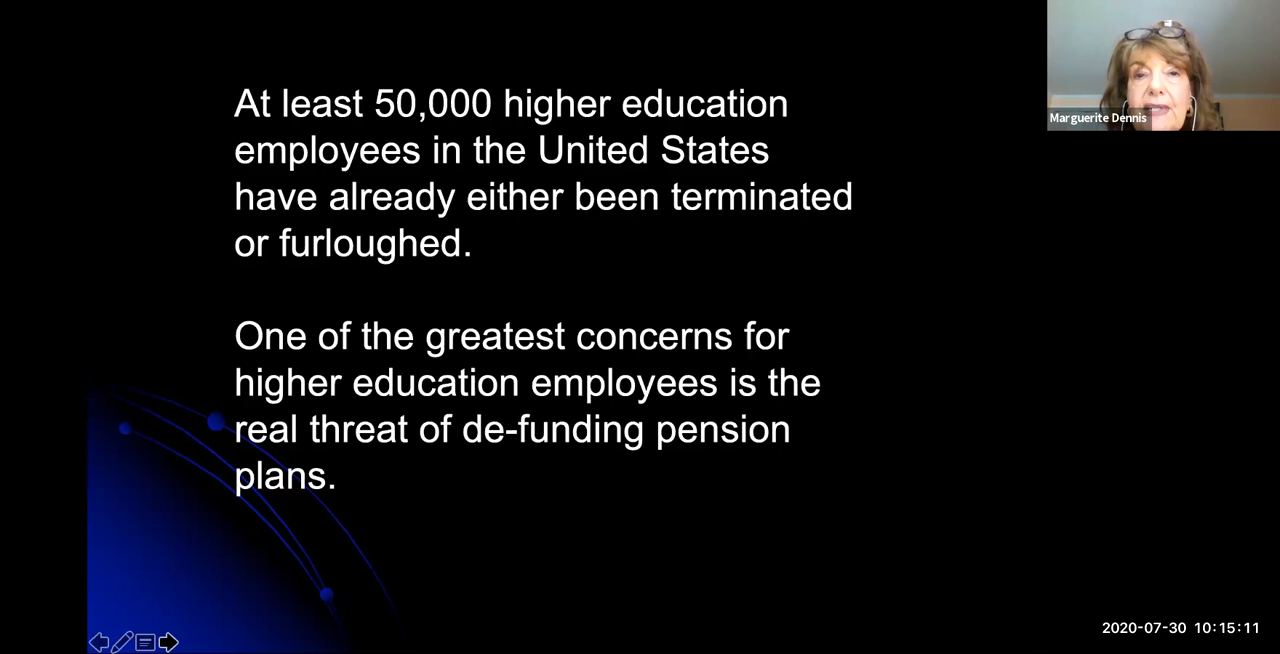 At least 50,000 higher education
employees in the United States
have already either been terminated
or furloughed.
One of the greatest concerns for
higher education employees is the
real threat of de-funding pension
plans.
Marguerite Dennis
2020-07-30 10:15:11